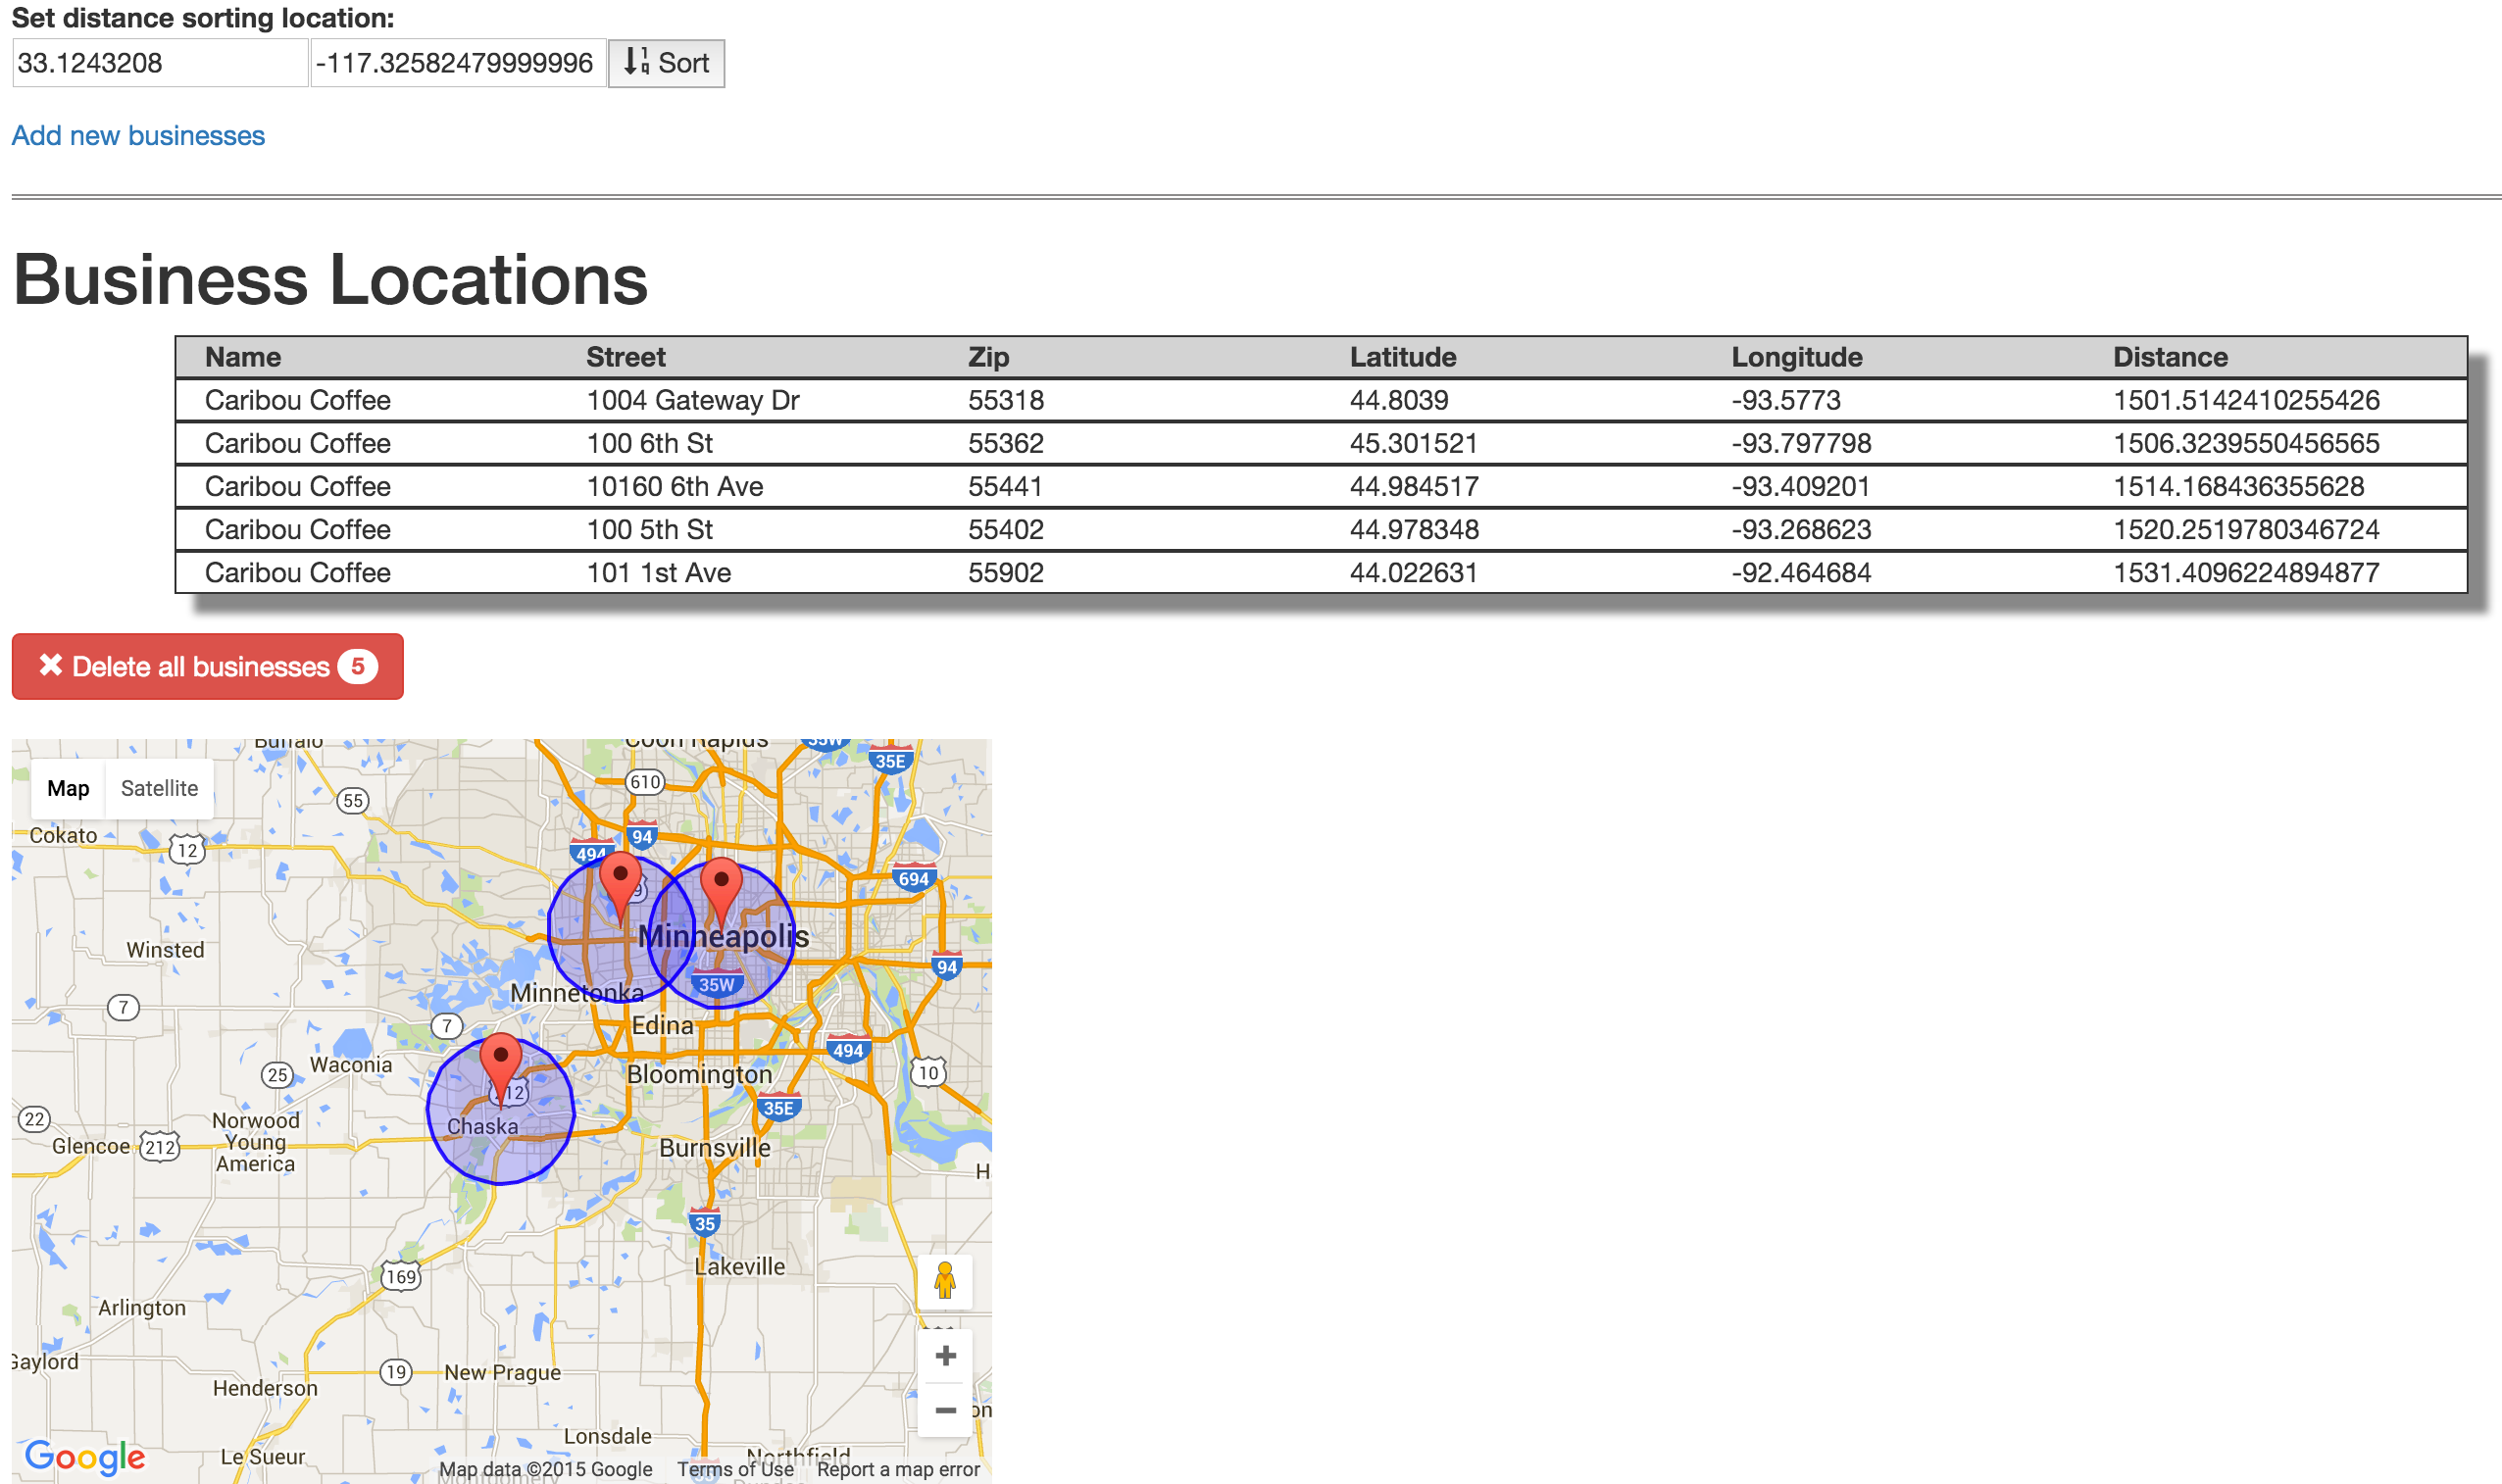 Set distance sorting location:
33.1243208 -117.32582479999996 Sort
Add new businesses
Business Locations
Name Street Zip Latitude Longitude Distance
Caribou Coffee 1004 Gateway Dr 55318 44.8039 -93.5773 1501.5142410255426
Caribou Coffee 100 6th St 55362 45.301521 -93.797798 1506.3239550456565
Caribou Coffee 10160 6th Ave 55441 44.984517 -93.409201 1514.168436355628
Caribou Coffee 100 5th St 55402 44.978348 -93.268623 1520.2519780346724
Caribou Coffee 101 1st Ave 55902 44.022631 -92.464684 1531.4096224894877
Delete all businesses 5
Buffalo
Coon Rapids
35W
35E
Map Satellite
610
55
Cokato
12
94
494
694
Minneapolis
Winsted
94
35W
Minnetonka
7
7
Edina
494
Waconia
25
Bloomington
10
212
35E
22
Chaska
Norwood
Young
America
Glencoe 212
Burnsville
35
Lakeville
169
Arlington
Gaylord
19
New Prague
Henderson
Lonsdale
Google
Le Sueur
Northfield
Map data ©2015 Google Terms of Use Report a map error
Montgomery